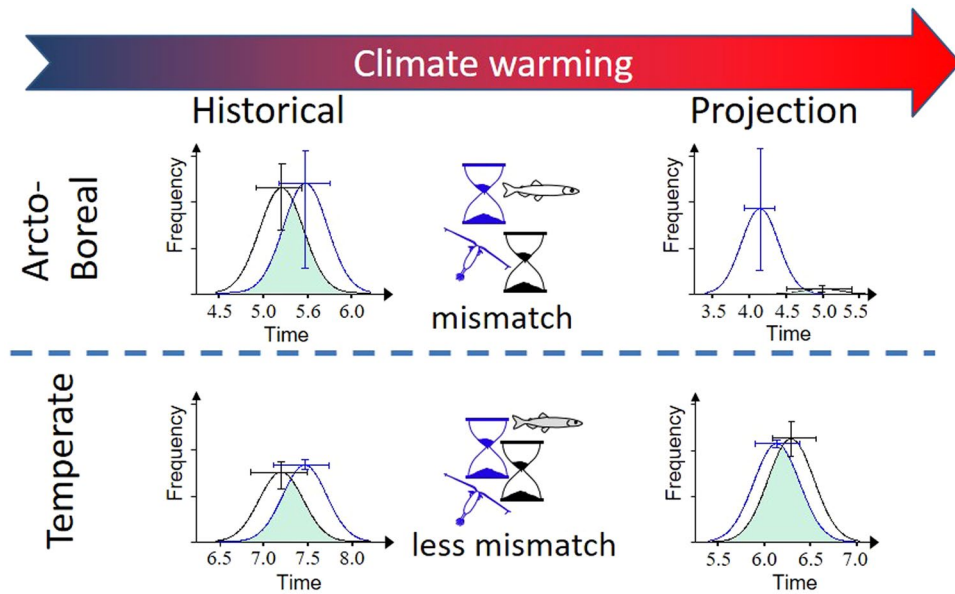 Climate warming
Historical
Projection
Arcto-
Boreal
Frequency
4.5 5.0 5.6 6.0
Time
mismatch
Frequency
3.5 4.0 4.5 5.0 5.5
Time
Temperate
Frequency
6.5 7.0 7.5 8.0
Time
less mismatch
Frequency
5.5 6.0 6.5 7.0
Time